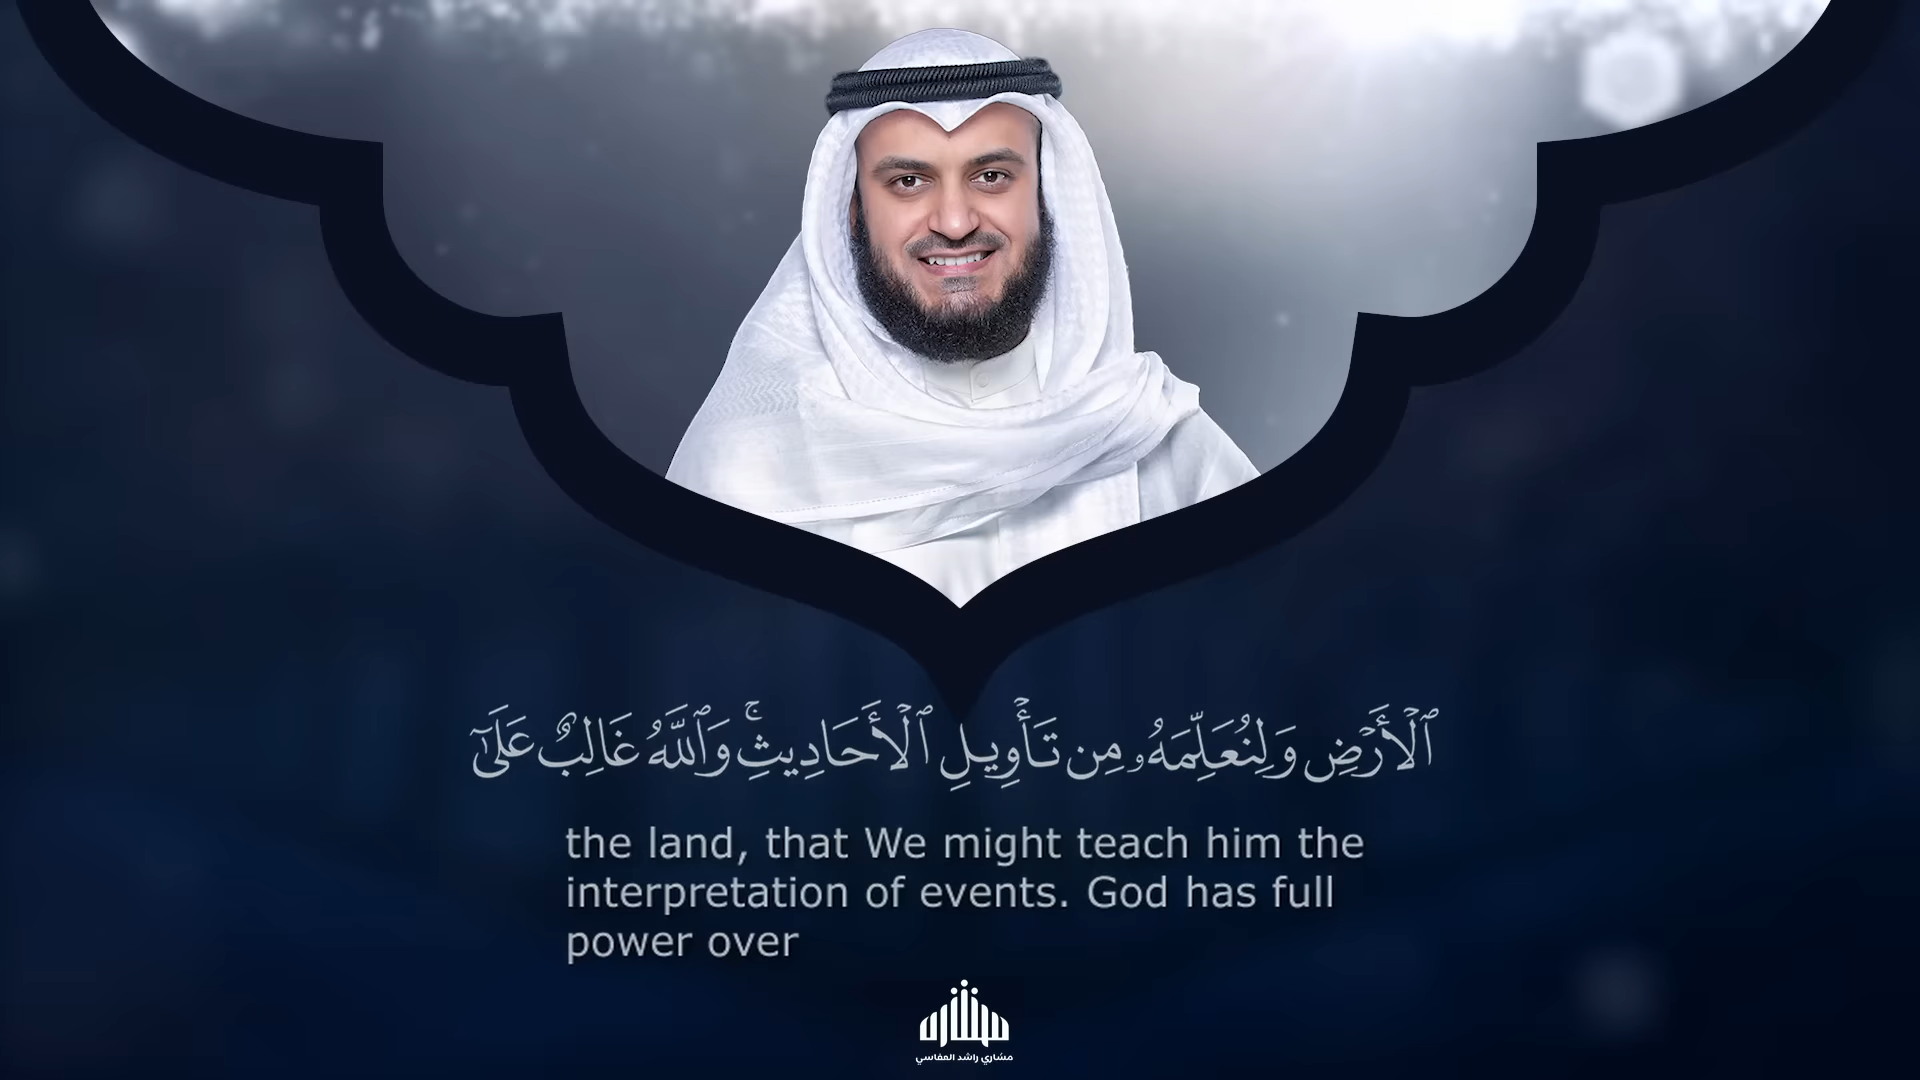 ٱلْأَرْضِ وَلِنُعَلِّمَهُۥ مِن تَأْوِيلِ ٱلْأَحَادِيثِ ۚ وَٱللَّهُ غَالِبٌ عَلَىٰٓ
the land, that We might teach him the
interpretation of events. God has full
power over
مشاري راشد العفاسي